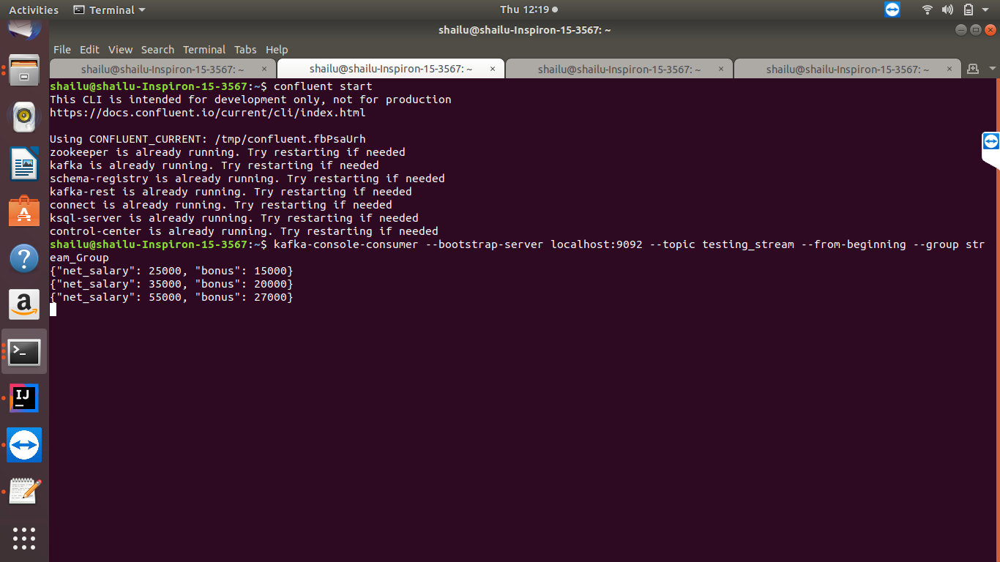 Activities Terminal Thu 12:19
shailu@shailu-Inspiron-15-3567: ~
File Edit View Search Terminal Tabs Help
shailu@shailu-Inspiron-15-3567: ~ × shailu@shailu-Inspiron-15-3567: ~ × shailu@shailu-Inspiron-15-3567: ~ × shailu@shailu-Inspiron-15-3567: ~ ×
shailu@shailu-Inspiron-15-3567:~$ confluent start
This CLI is intended for development only, not for production
https://docs.confluent.io/current/cli/index.html
Using CONFLUENT_CURRENT: /tmp/confluent.fbPsaUrh
zookeeper is already running. Try restarting if needed
kafka is already running. Try restarting if needed
schema-registry is already running. Try restarting if needed
kafka-rest is already running. Try restarting if needed
connect is already running. Try restarting if needed
ksql-server is already running. Try restarting if needed
control-center is already running. Try restarting if needed
shailu@shailu-Inspiron-15-3567:~$ kafka-console-consumer --bootstrap-server localhost:9092 --topic testing_stream --from-beginning --group str
eam_Group
{"net_salary": 25000, "bonus": 15000}
{"net_salary": 35000, "bonus": 20000}
{"net_salary": 55000, "bonus": 27000}
A
?
a
>_
IJ